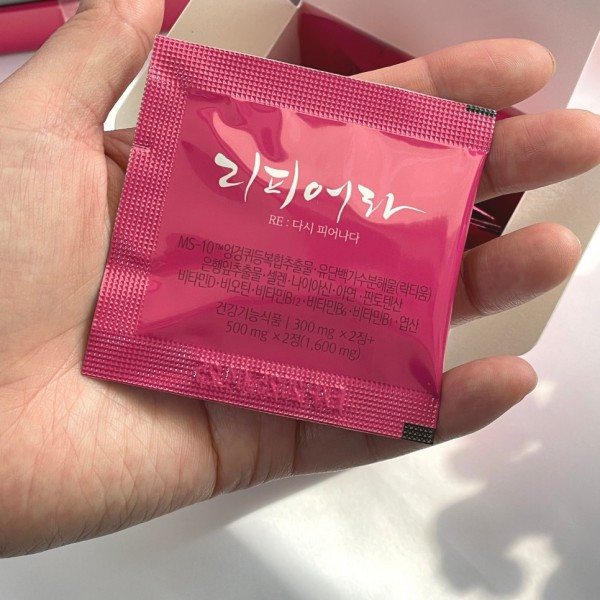 리피어라
RE : 다시 피어나다
MS-10™엉겅퀴등복합추출물·유단백가수분해물(락티움)
은행잎추출물·셀렌·나이아신·아연·판토텐산
비타민D·비오틴·비타민B12·비타민B6·비타민B1·엽산
건강기능식품 | 300 mg × 2정+
500 mg × 2정(1,600 mg)